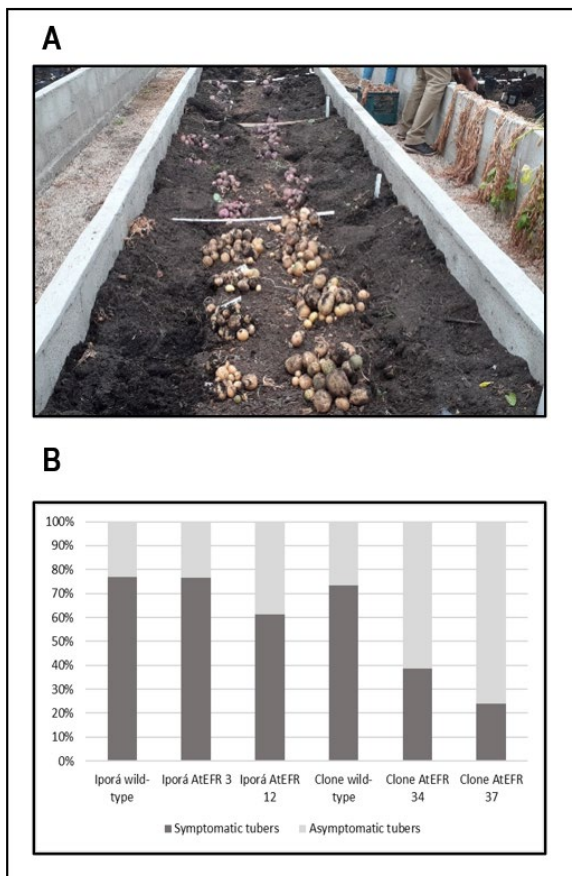 A
B
100%
90%
80%
70%
60%
50%
40%
30%
20%
10%
0%
Iporá wild-
type
Iporá AtEFR 3
Iporá AtEFR
12
Clone wild-
type
Clone AtEFR
34
Clone AtEFR
37
Symptomatic tubers
Asymptomatic tubers